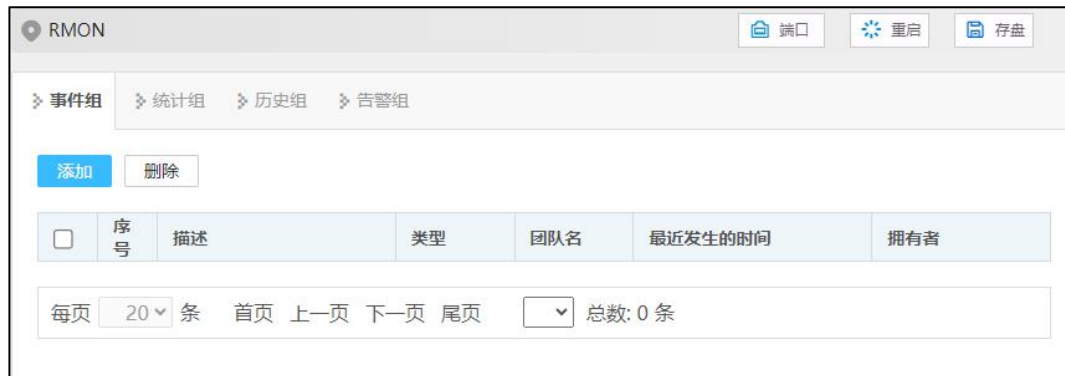 RMON 端口 重启 存盘
事件组 统计组 历史组 告警组
添加 删除
序号 描述 类型 团队名 最近发生的时间 拥有者
每页 20 条 首页 上一页 下一页 尾页 总数: 0 条